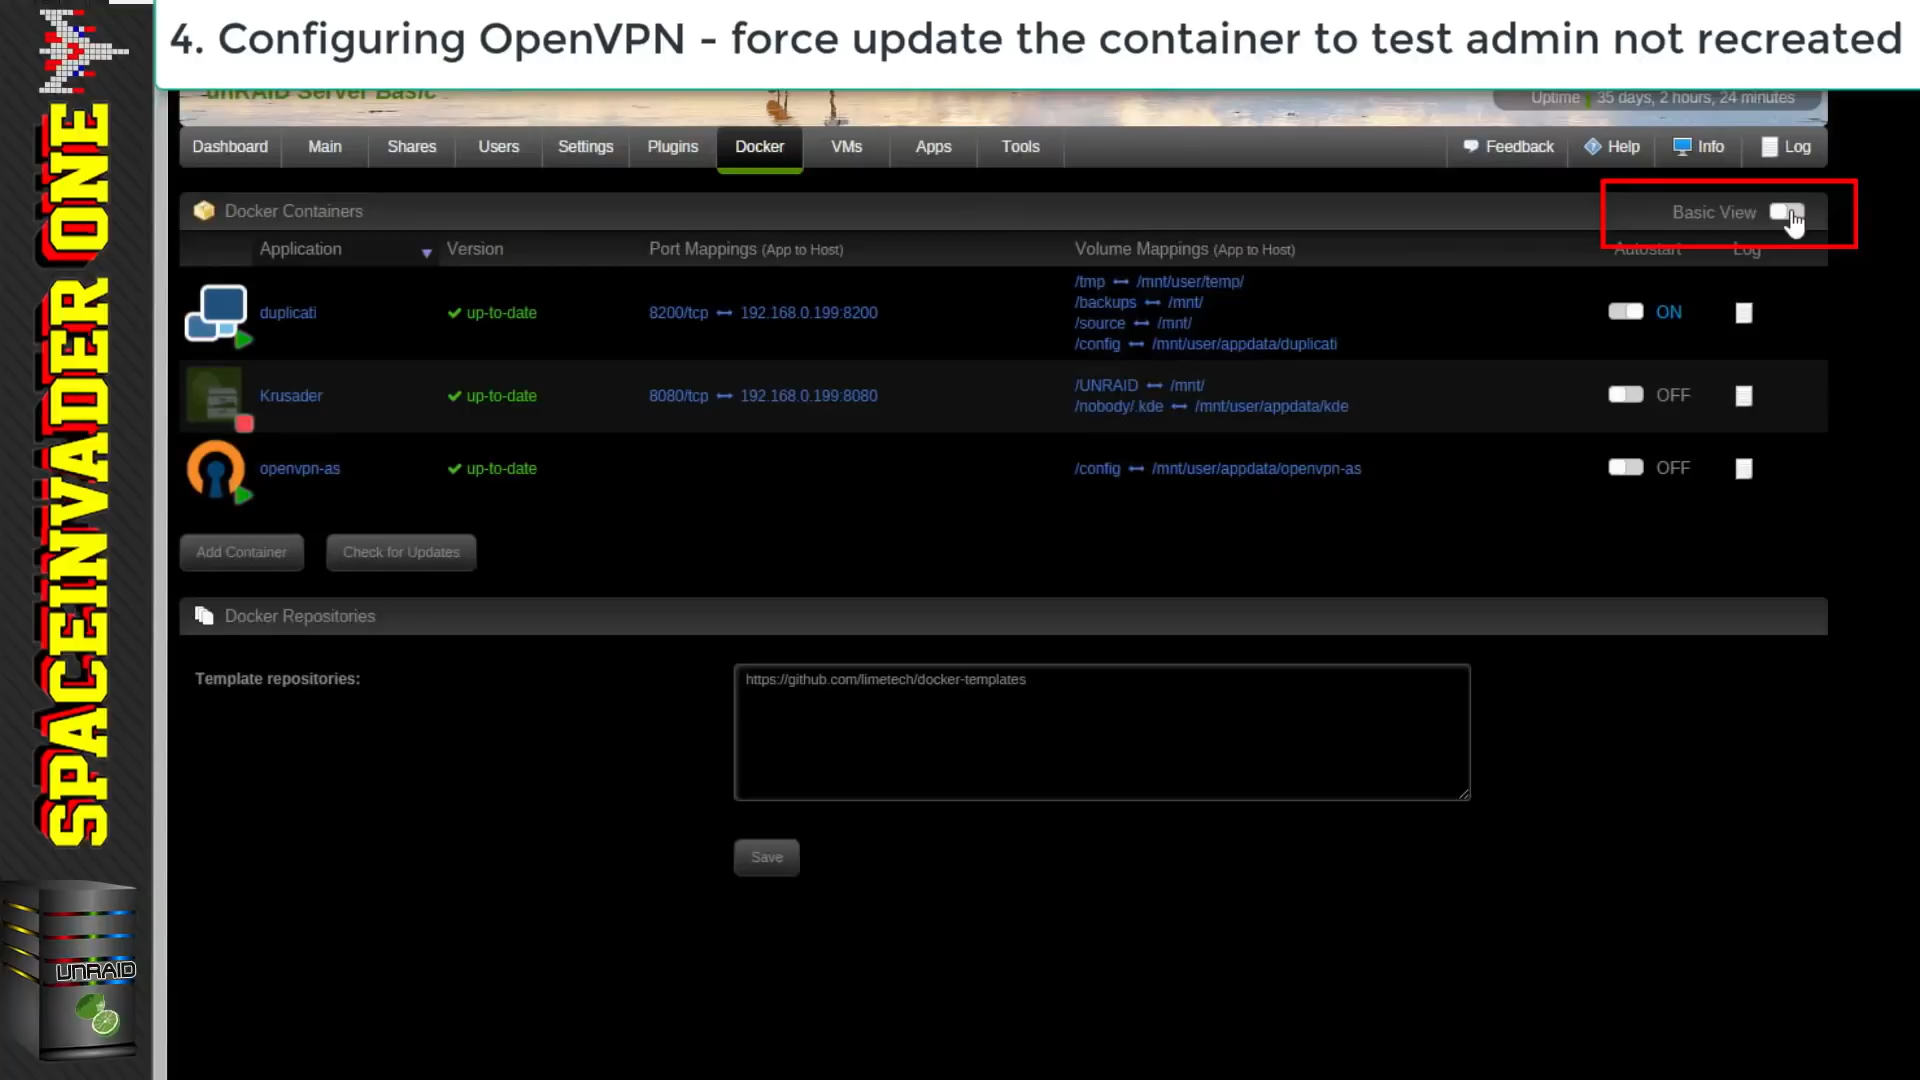 4. Configuring OpenVPN - force update the container to test admin not recreated
SPACEINVADER ONE
unRAID Server Basic
Uptime 35 days, 2 hours, 24 minutes
Dashboard Main Shares Users Settings Plugins Docker VMs Apps Tools Feedback Help Info Log
Docker Containers Basic View
Application Version Port Mappings (App to Host) Volume Mappings (App to Host) Autostart Log
/tmp ↔ /mnt/user/temp/
/backups ↔ /mnt/
duplicati up-to-date 8200/tcp ↔ 192.168.0.199:8200 ON
/source ↔ /mnt/
/config ↔ /mnt/user/appdata/duplicati
/UNRAID ↔ /mnt/
Krusader up-to-date 8080/tcp ↔ 192.168.0.199:8080 OFF
/nobody/.kde ↔ /mnt/user/appdata/kde
openvpn-as up-to-date /config ↔ /mnt/user/appdata/openvpn-as OFF
Add Container Check for Updates
Docker Repositories
Template repositories: https://github.com/limetech/docker-templates
Save
UNRAID